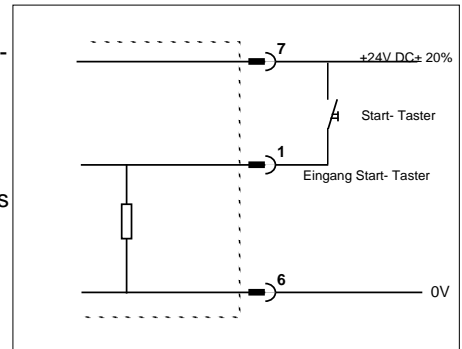 -
7
+24V DC± 20%
Start- Taster
1
Eingang Start- Taster
s
6
0V